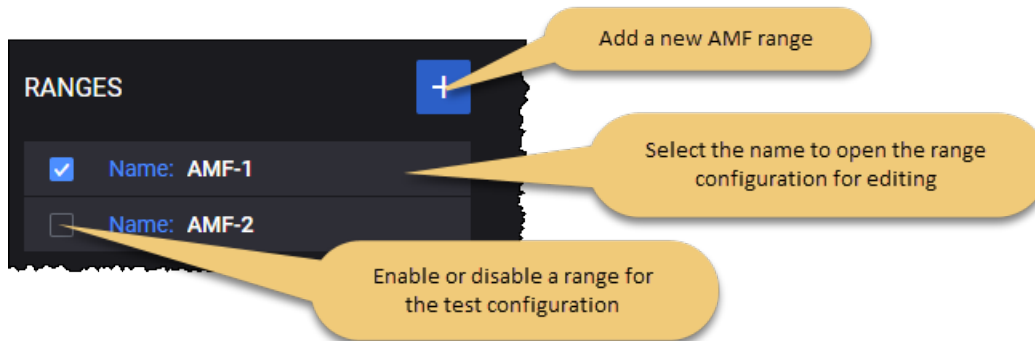 Add a new AMF range
RANGES
+
Select the name to open the range
configuration for editing
Name: AMF-1
Name: AMF-2
Enable or disable a range for
the test configuration